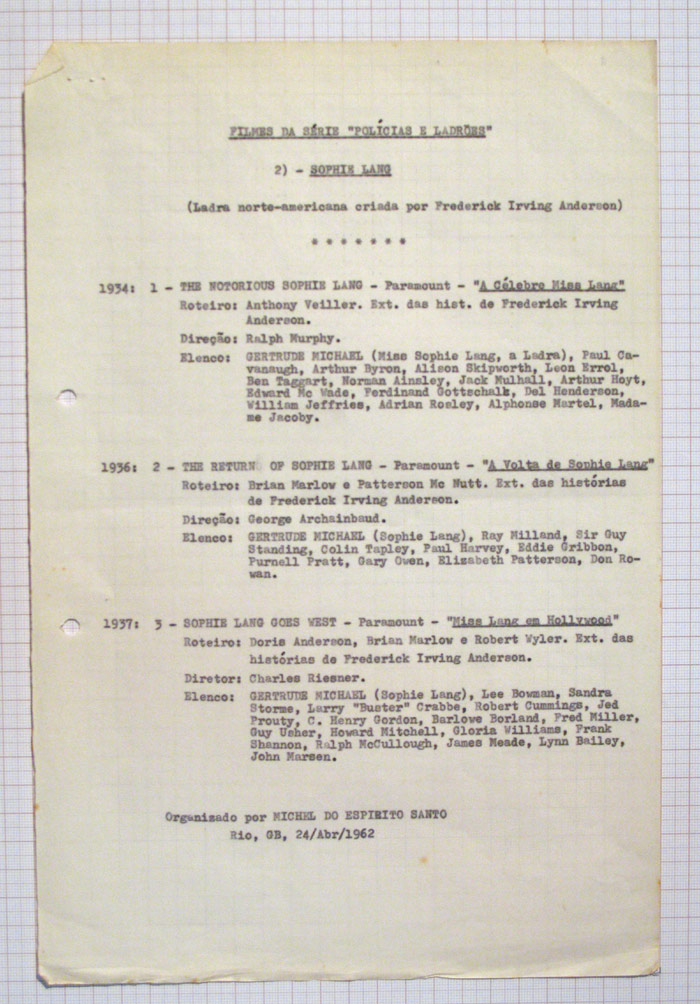 FILMES DA SÉRIE "POLÍCIAS E LADRÕES"
2) - SOPHIE LANG
(Ladra norte-americana criada por Frederick Irving Anderson)
* * * * * * *
1934: 1 - THE NOTORIOUS SOPHIE LANG - Paramount - "A Célebre Miss Lang"
Roteiro: Anthony Veiller. Ext. das hist. de Frederick Irving
Anderson.
Direção: Ralph Murphy.
Elenco: GERTRUDE MICHAEL (Miss Sophie Lang, a Ladra), Paul Ca-
vanaugh, Arthur Byron, Alison Skipworth, Leon Errol,
Ben Taggart, Norman Ainsley, Jack Mulhall, Arthur Hoyt,
Edward Mc Wade, Ferdinand Gottschalk, Del Henderson,
William Jeffries, Adrian Rosley, Alphonse Martel, Mada-
me Jacoby.
1936: 2 - THE RETURN OF SOPHIE LANG - Paramount - "A Volta de Sophie Lang"
Roteiro: Brian Marlow e Patterson Mc Nutt. Ext. das histórias
de Frederick Irving Anderson.
Direção: George Archainbaud.
Elenco: GERTRUDE MICHAEL (Sophie Lang), Ray Milland, Sir Guy
Standing, Colin Tapley, Paul Harvey, Eddie Gribbon,
Purnell Pratt, Gary Owen, Elizabeth Patterson, Don Ro-
wan.
1937: 3 - SOPHIE LANG GOES WEST - Paramount - "Miss Lang em Hollywood"
Roteiro: Doris Anderson, Brian Marlow e Robert Wyler. Ext. das
histórias de Frederick Irving Anderson.
Diretor: Charles Riesner.
Elenco: GERTRUDE MICHAEL (Sophie Lang), Lee Bowman, Sandra
Storme, Larry "Buster" Crabbe, Robert Cummings, Jed
Prouty, C. Henry Gordon, Barlowe Borland, Fred Miller,
Guy Usher, Howard Mitchell, Gloria Williams, Frank
Shannon, Ralph McCullough, James Meade, Lynn Bailey,
John Marsen.
Organizado por MICHEL DO ESPIRITO SANTO
Rio, GB, 24/Abr/1962